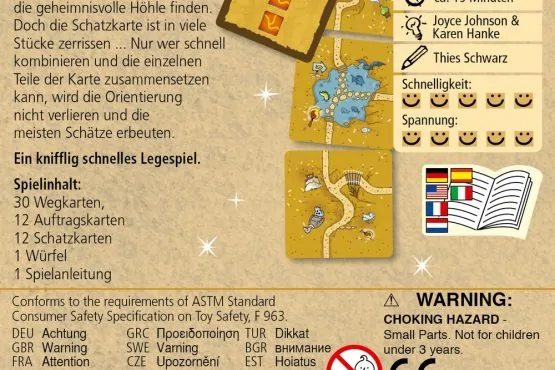 die geheimnisvolle Höhle finden.
Doch die Schatzkarte ist in viele
Stücke zerrissen ... Nur wer schnell
kombinieren und die einzelnen
Teile der Karte zusammensetzen
kann, wird die Orientierung
nicht verlieren und die
meisten Schätze erbeuten.
Ein knifflig schnelles Legespiel.
Spielinhalt:
30 Wegkarten,
12 Auftragskarten
12 Schatzkarten
1 Würfel
1 Spielanleitung
ca. 15 Minuten
Joyce Johnson &
Karen Hanke
Thies Schwarz
Schnelligkeit:
Spannung:
Conforms to the requirements of ASTM Standard
Consumer Safety Specification on Toy Safety, F 963.
DEU Achtung GRC Προειδοποίηση TUR Dikkat
GBR Warning SWE Varning BGR внимание
FRA Attention CZE Upozornění EST Hoiatus
WARNING:
CHOKING HAZARD -
Small Parts. Not for children
under 3 years.
CE